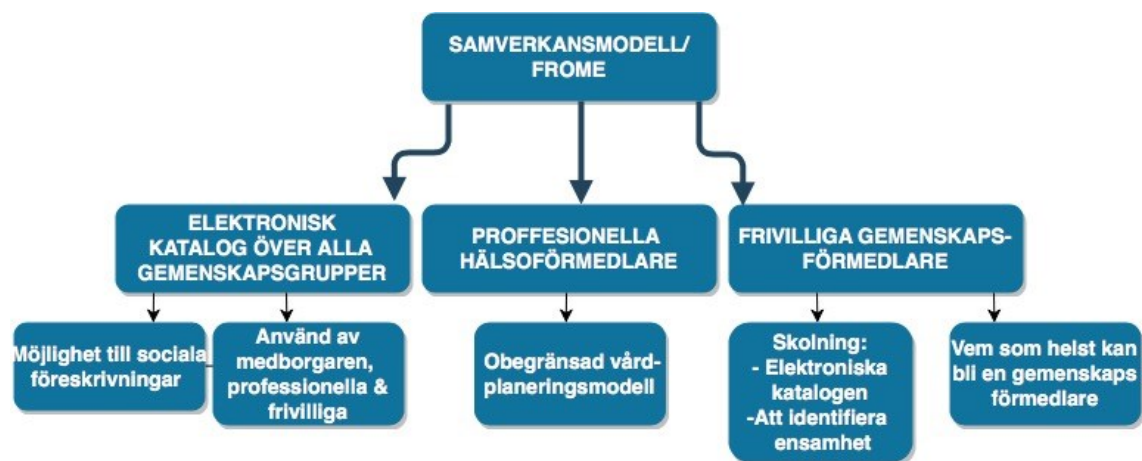 SAMVERKANSMODELL/
FROME
ELEKTRONISK
KATALOG ÖVER ALLA
GEMENSKAPSGRUPPER
PROFFESIONELLA
HÄLSOFÖRMEDLARE
FRIVILLIGA GEMENSKAPS-
FÖRMEDLARE
Möjlighet till sociala
föreskrivningar
Använd av
medborgaren,
professionella &
frivilliga
Obegränsad vård-
planeringsmodell
Skolning:
- Elektroniska
katalogen
-Att identifiera
ensamhet
Vem som helst kan
bli en gemenskaps
förmedlare